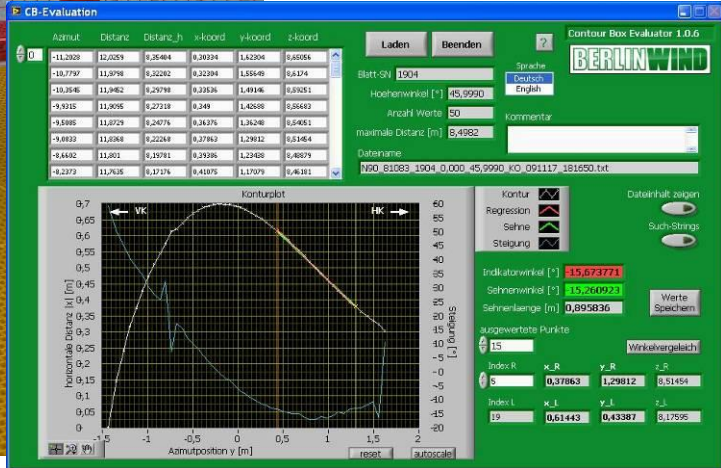 CB-Evaluation
Contour Box Evaluator 1.0.6
BERLINWIND
Azimut Distanz Distanz_h x-koord y-koord z-koord
0
-11,2028 12,0259 8,35404 0,30334 1,62304 8,65056
-10,7797 11,9798 8,32202 0,32304 1,55649 8,6174
-10,3545 11,9452 8,29798 0,33536 1,49146 8,59251
-9,9315 11,9095 8,27318 0,349 1,42688 8,56683
-9,5085 11,8729 8,24776 0,36376 1,36248 8,54051
-9,0833 11,8368 8,22268 0,37863 1,29812 8,51454
-8,6602 11,801 8,19781 0,39386 1,23438 8,48879
-8,2373 11,7635 8,17176 0,41075 1,17079 8,46181
Laden Beenden ?
Sprache
Deutsch
English
Blatt-SN 1904
Hoehenwinkel [°] 45,9990
Anzahl Werte 50
maximale Distanz [m] 8,4982
Kommentar
Dateiname
N90_81083_1904_0,000_45,9990_KO_091117_181650.txt
Konturplot
VK HK
horizontale Distanz |x| [m]
0,7
0,65
0,6
0,55
0,5
0,45
0,4
0,35
0,3
0,25
0,2
0,15
0,1
0,05
0
-1,5 -1 -0,5 0 0,5 1 1,5 2
Azimutposition y [m]
60
55
50
45
40
35
30
25
20
15
10
5
0
-5
-10
-15
-20
Steigung [°]
reset autoscale
Kontur
Regression
Sehne
Steigung
Dateinhalt zeigen
Such-Strings
Indikatorwinkel [°] -15,673771
Sehnenwinkel [°] -15,260923
Sehnenlaenge [m] 0,895836
Werte
Speichern
ausgewertete Punkte
15
Winkelvergleich
Index R x_R y_R z_R
5 0,37863 1,29812 8,51454
Index L x_L y_L z_L
19 0,61443 0,43387 8,17595